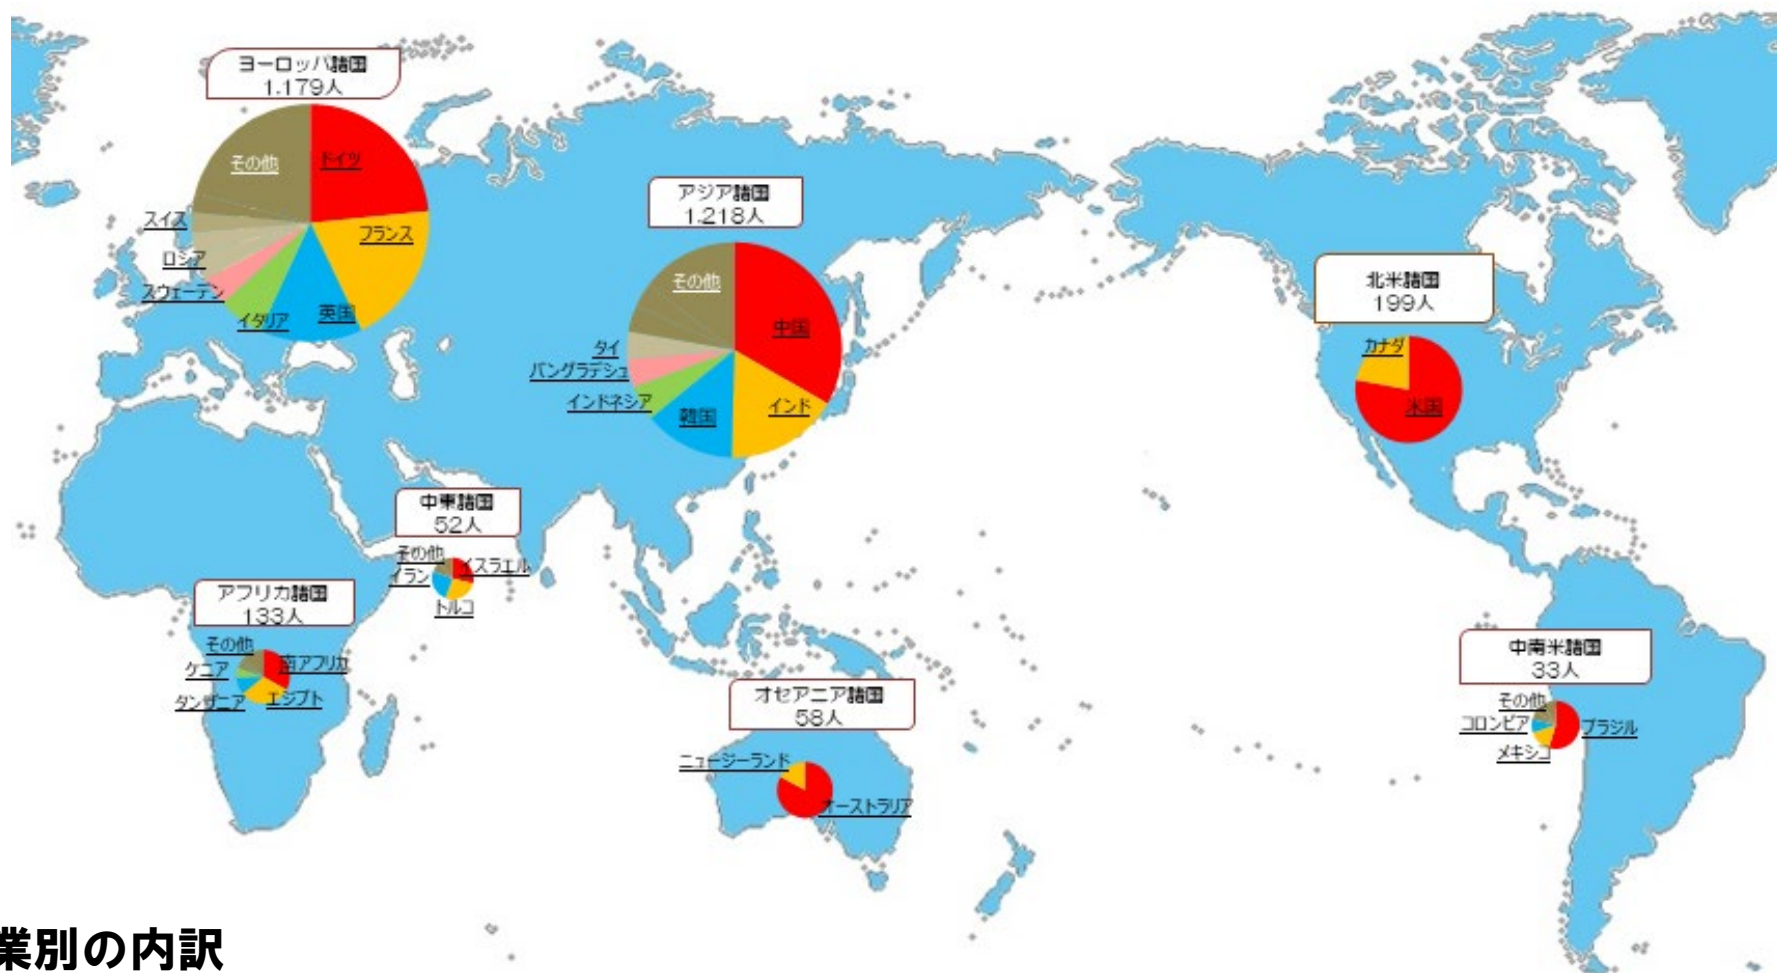 ヨーロッパ諸国
1.179人
その他
ドイツ
スイス
フランス
ロシア
スウェーデン
イタリア
英国
アジア諸国
1.218人
その他
中国
タイ
バングラデシュ
インドネシア
韓国
インド
北米諸国
199人
カナダ
米国
中東諸国
52人
その他
イスラエル
イラン
トルコ
アフリカ諸国
133人
その他
ケニア
南アフリカ
タンザニア
エジプト
オセアニア諸国
58人
ニュージーランド
オーストラリア
中南米諸国
33人
その他
コロンビア
ブラジル
メキシコ
業別の内訳